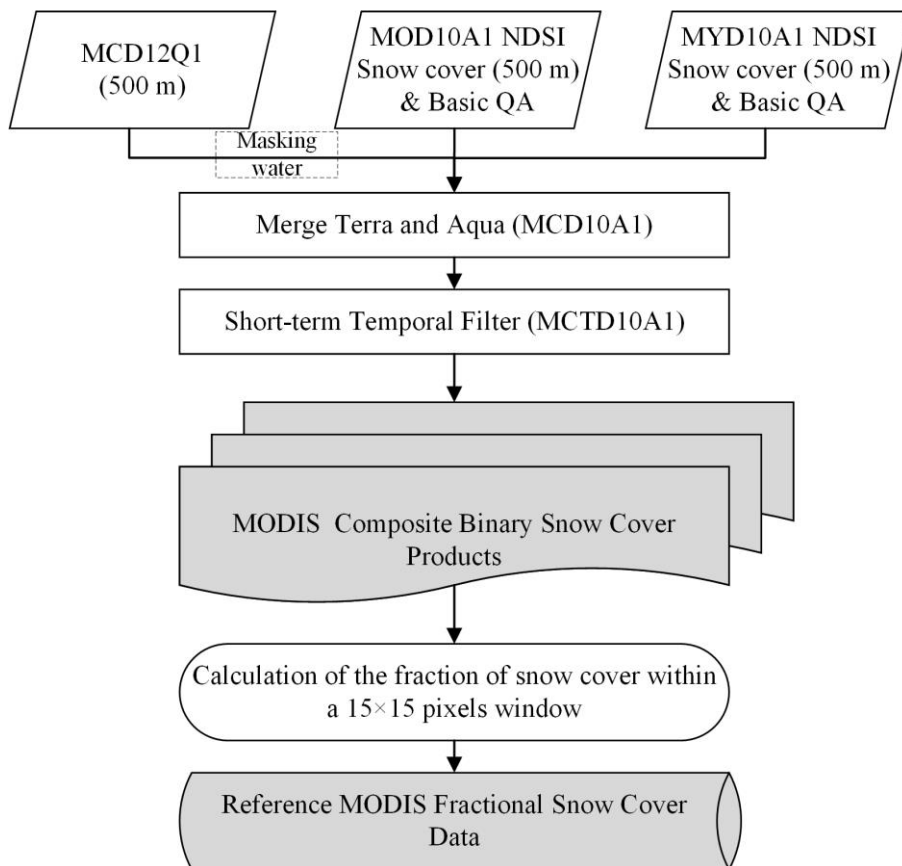 MCD12Q1
(500 m)
MOD10A1 NDSI
Snow cover (500 m)
& Basic QA
MYD10A1 NDSI
Snow cover (500 m)
& Basic QA
Masking
water
Merge Terra and Aqua (MCD10A1)
Short-term Temporal Filter (MCTD10A1)
MODIS  Composite Binary Snow Cover
Products
Calculation of the fraction of snow cover within
a 15×15 pixels window
Reference MODIS Fractional Snow Cover
Data